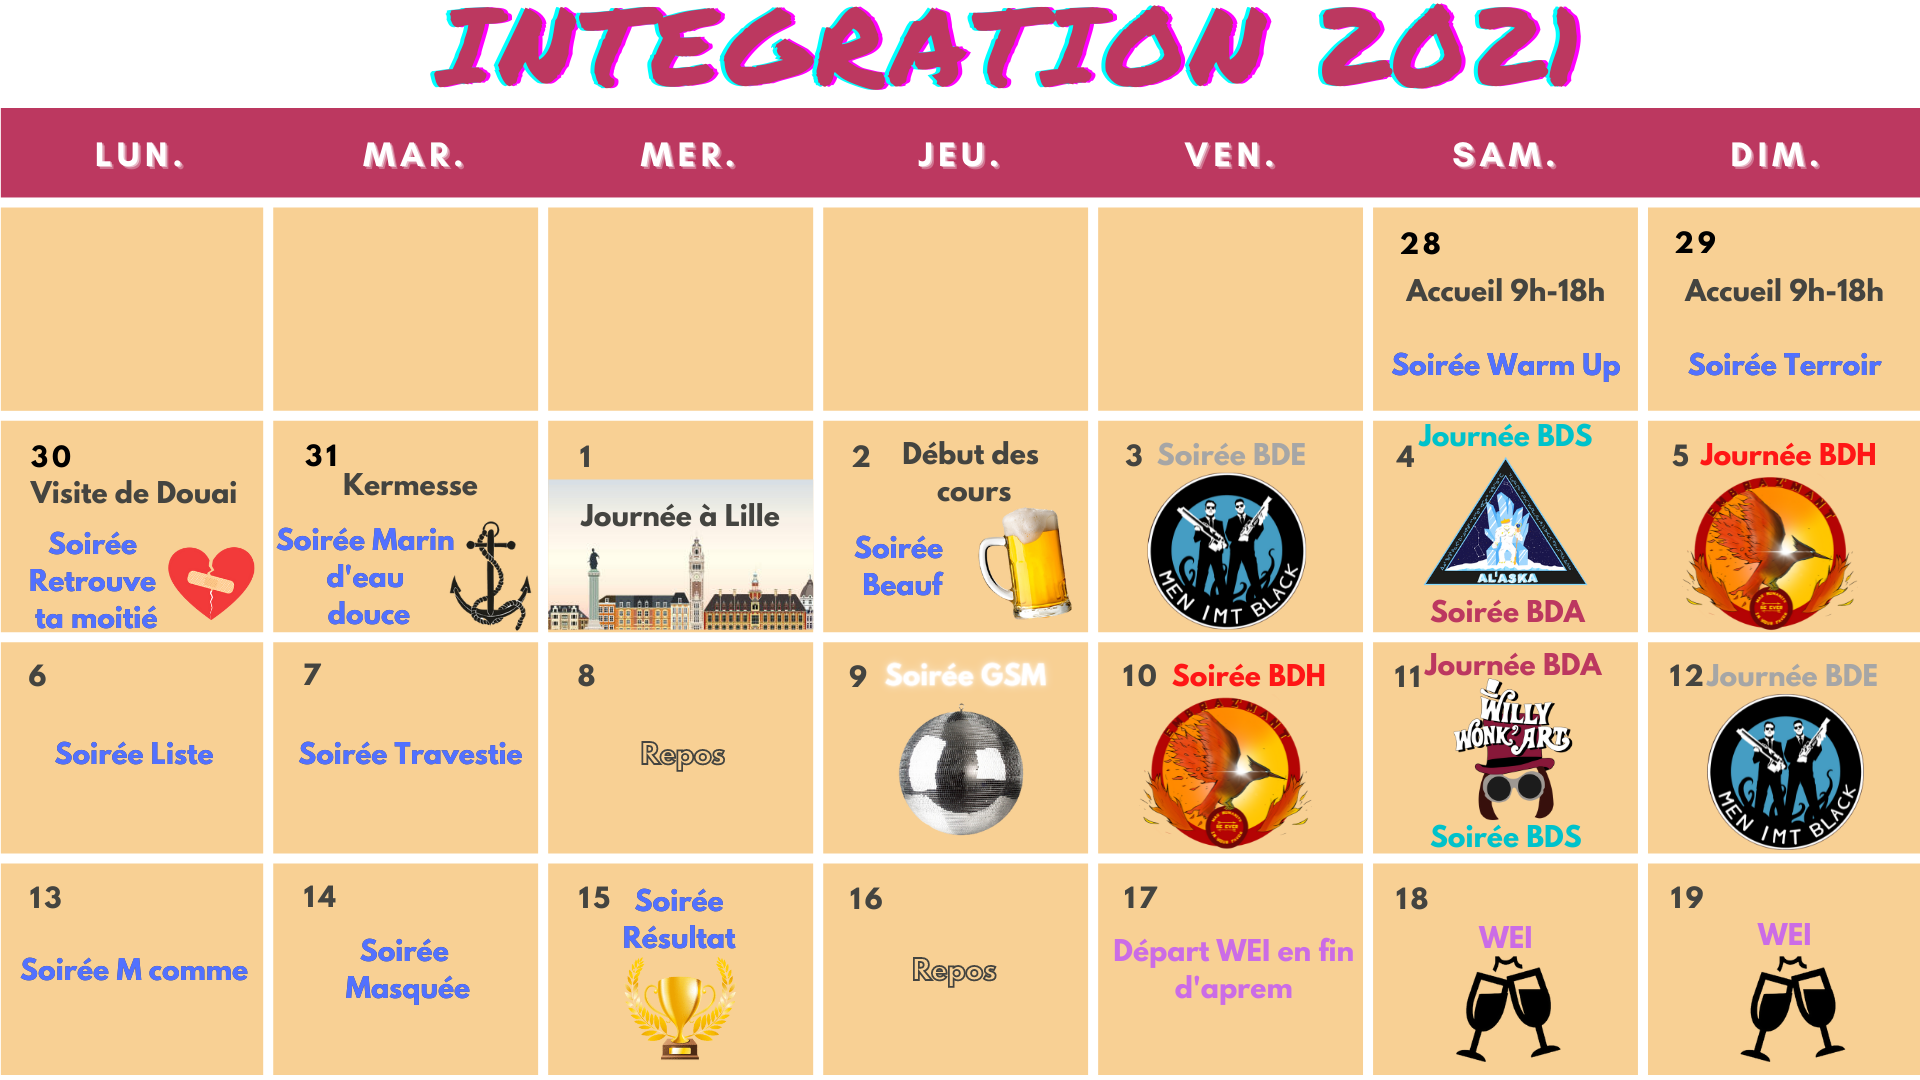 INTEGRATION 2021
LUN. MAR. MER. JEU. VEN. SAM. DIM.
28
Accueil 9h-18h
Soirée Warm Up
29
Accueil 9h-18h
Soirée Terroir
30
Visite de Douai
Soirée
Retrouve
ta moitié
31
Kermesse
Soirée Marin
d'eau
douce
1
Journée à Lille
2
Début des
cours
Soirée
Beauf
3
Soirée BDE
MEN IMT BLACK
4
Journée BDS
AL'ASKA
Soirée BDA
5
Journée BDH
6
Soirée Liste
7
Soirée Travestie
8
Repos
9
Soirée GSM
10
Soirée BDH
11
Journée BDA
WILLY
WONK'ART
Soirée BDS
12
Journée BDE
MEN IMT BLACK
13
Soirée M comme
14
Soirée
Masquée
15
Soirée
Résultat
16
Repos
17
Départ WEI en fin
d'aprem
18
WEI
19
WEI